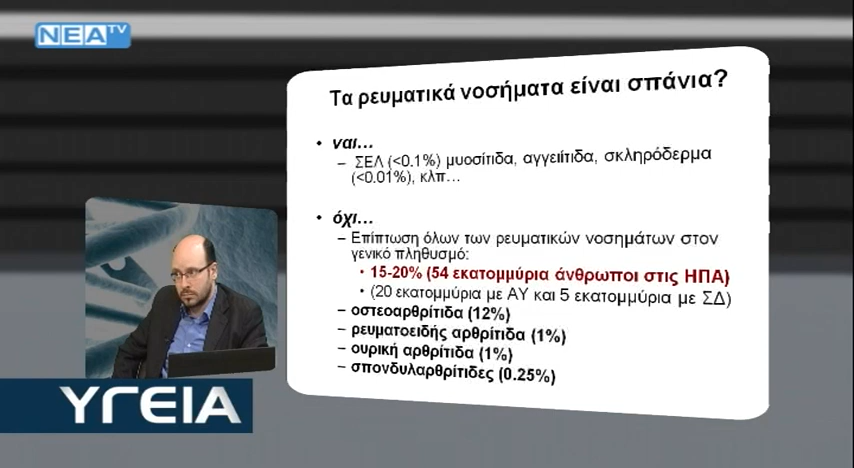 NEA TV
Τα ρευματικά νοσήματα είναι σπάνια?
• ναι...
– ΣΕΛ (<0.1%) μυοσίτιδα, αγγειίτιδα, σκληρόδερμα
(<0.01%), κλπ...
• όχι...
– Επίπτωση όλων των ρευματικών νοσημάτων στον
γενικό πληθυσμό:
• 15-20% (54 εκατομμύρια άνθρωποι στις ΗΠΑ)
• (20 εκατομμύρια με ΑΥ και 5 εκατομμύρια με ΣΔ)
– οστεοαρθρίτιδα (12%)
– ρευματοειδής αρθρίτιδα (1%)
– ουρική αρθρίτιδα (1%)
– σπονδυλαρθρίτιδες (0.25%)
ΥΓΕΙΑ